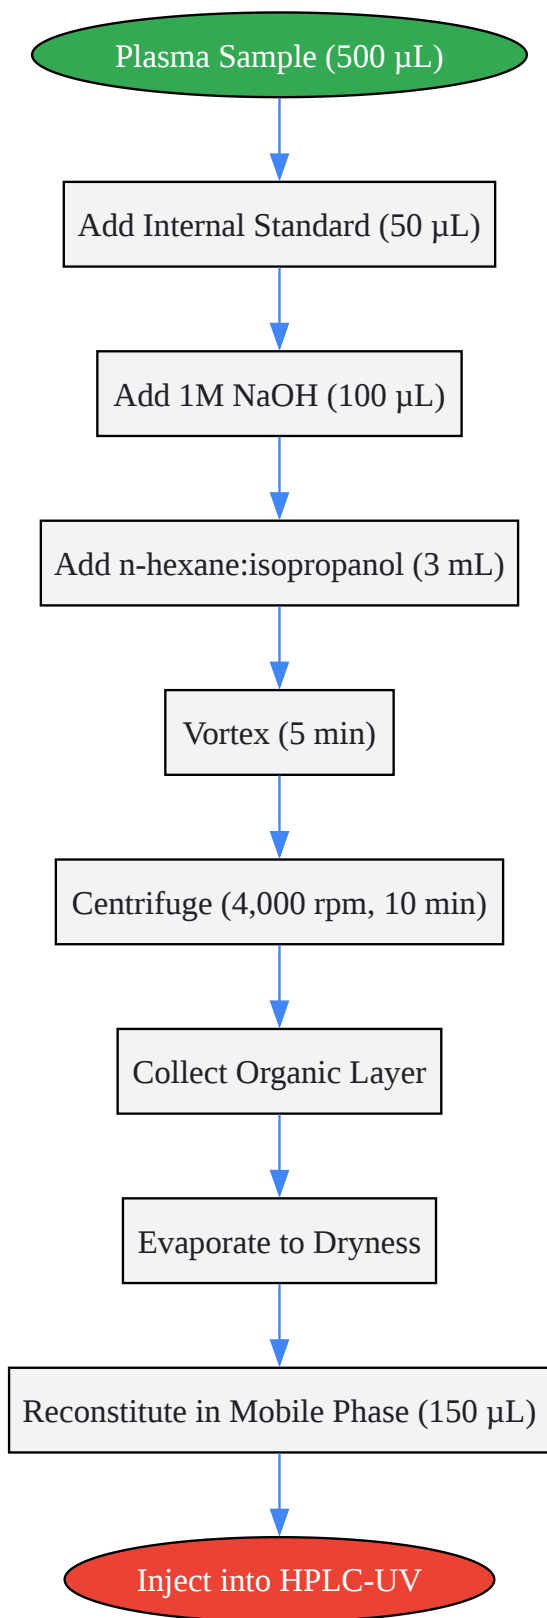 Plasma Sample (500 µL)
Add Internal Standard (50 µL)
Add 1M NaOH (100 µL)
Add n-hexane:isopropanol (3 mL)
Vortex (5 min)
Centrifuge (4,000 rpm, 10 min)
Collect Organic Layer
Evaporate to Dryness
Reconstitute in Mobile Phase (150 µL)
Inject into HPLC-UV